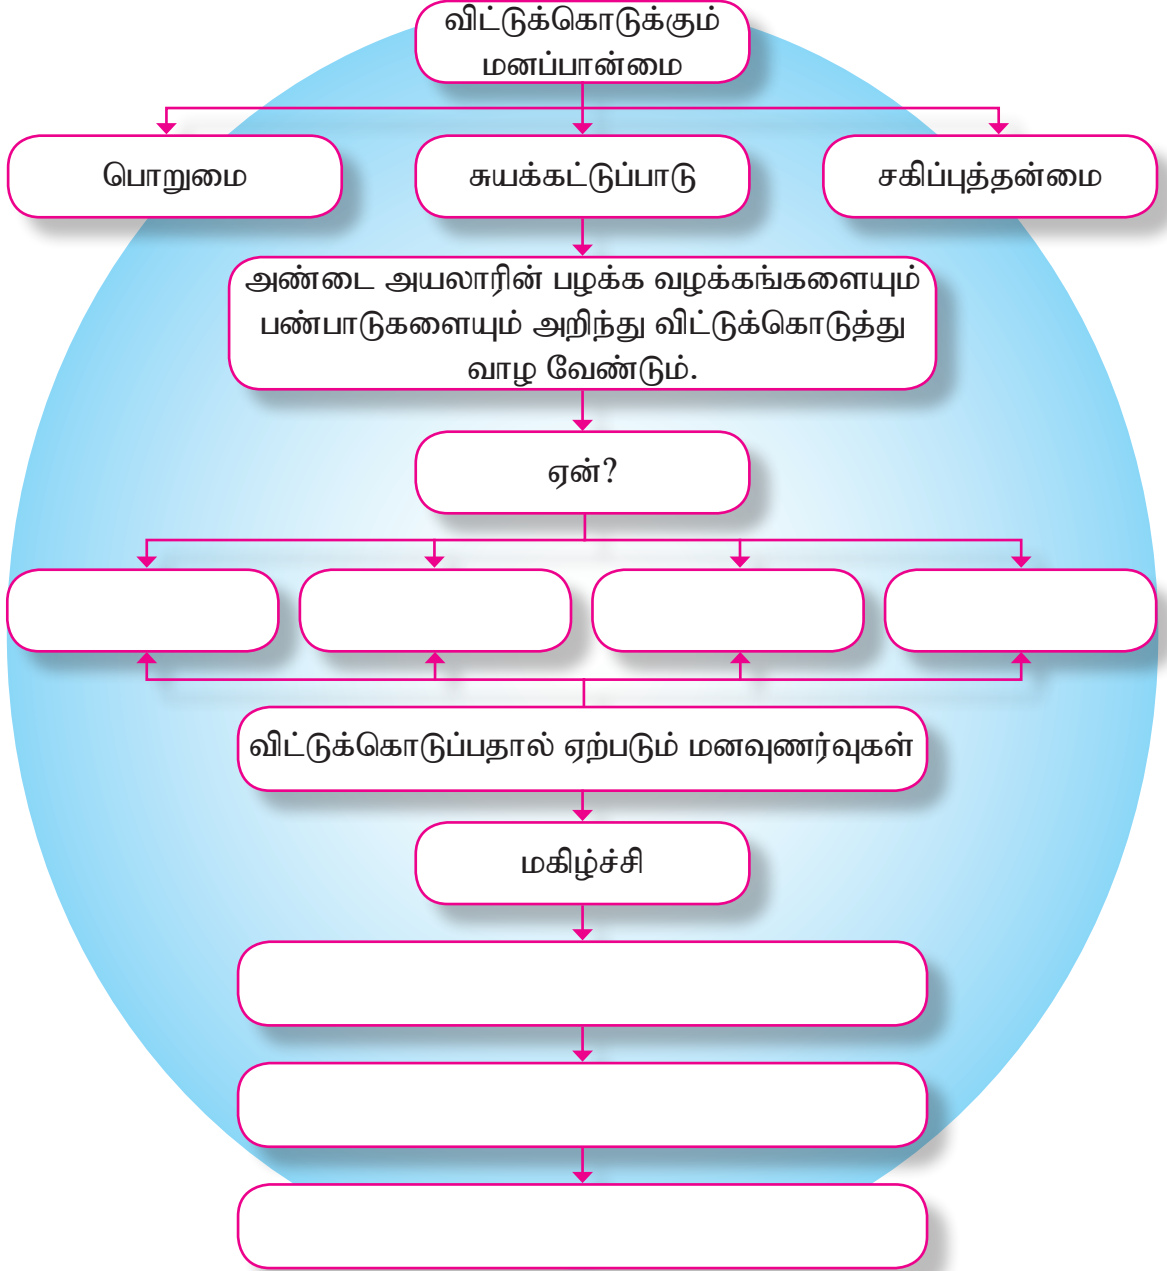 விட்டுக்கொடுக்கும்
மனப்பான்மை
பொறுமை
சுயக்கட்டுப்பாடு
சகிப்புத்தன்மை
அண்டை அயலாரின் பழக்க வழக்கங்களையும்
பண்பாடுகளையும் அறிந்து விட்டுக்கொடுத்து
வாழ வேண்டும்.
ஏன்?
விட்டுக்கொடுப்பதால் ஏற்படும் மனவுணர்வுகள்
மகிழ்ச்சி